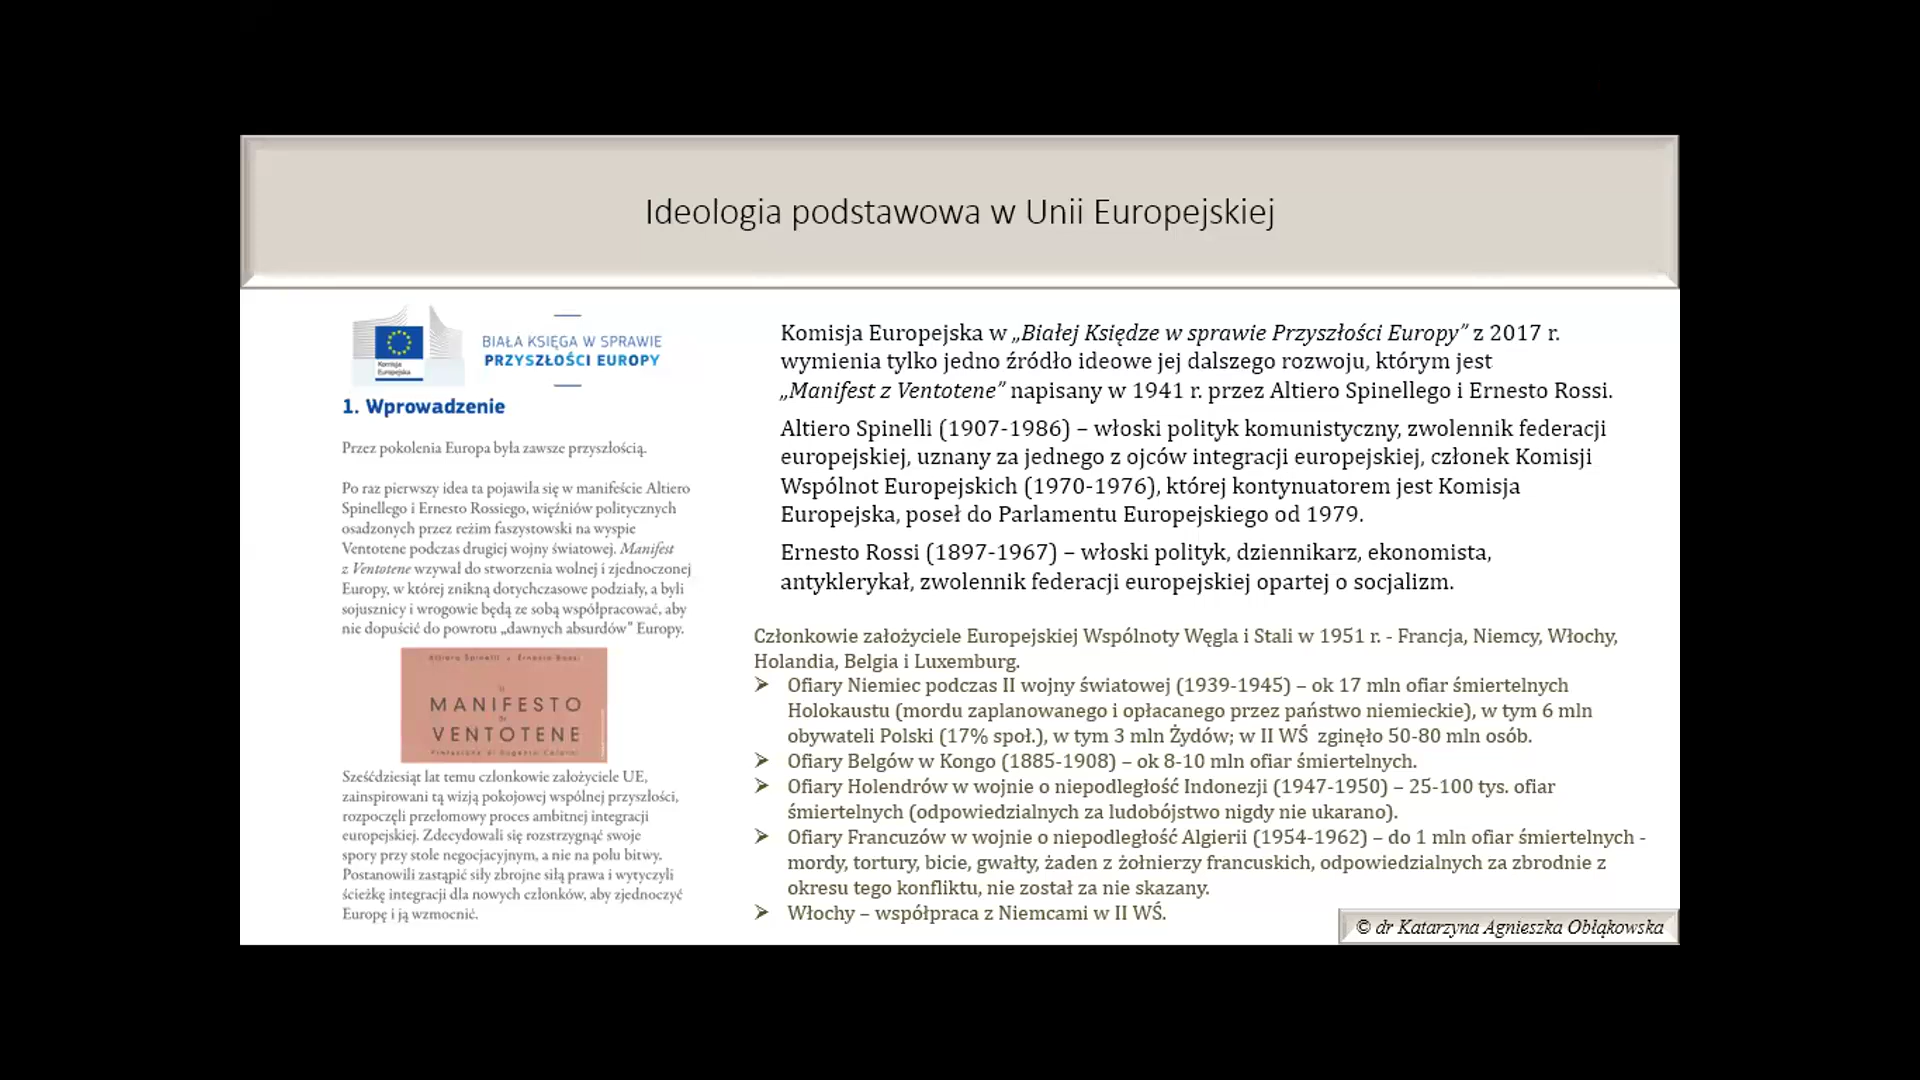 Ideologia podstawowa w Unii Europejskiej
Komisja
Europejska
BIAŁA KSIĘGA W SPRAWIE
PRZYSZŁOŚCI EUROPY
1. Wprowadzenie
Przez pokolenia Europa była zawsze przyszłością.
Po raz pierwszy idea ta pojawiła się w manifeście Altiero
Spinellego i Ernesto Rossiego, więźniów politycznych
osadzonych przez reżim faszystowski na wyspie
Ventotene podczas drugiej wojny światowej. Manifest
z Ventotene wzywał do stworzenia wolnej i zjednoczonej
Europy, w której znikną dotychczasowe podziały, a byli
sojusznicy i wrogowie będą ze sobą współpracować, aby
nie dopuścić do powrotu „dawnych absurdów" Europy.
Altiero Spinelli Ernesto Rossi
IL
MANIFESTO
DI
VENTOTENE
Prefazione di Eugenio Colorni
Sześćdziesiąt lat temu członkowie założyciele UE,
zainspirowani tą wizją pokojowej wspólnej przyszłości,
rozpoczęli przełomowy proces ambitnej integracji
europejskiej. Zdecydowali się rozstrzygnąć swoje
spory przy stole negocjacyjnym, a nie na polu bitwy.
Postanowili zastąpić siły zbrojne siłą prawa i wytyczyli
ścieżkę integracji dla nowych członków, aby zjednoczyć
Europę i ją wzmocnić.
Komisja Europejska w „Białej Księdze w sprawie Przyszłości Europy" z 2017 r.
wymienia tylko jedno źródło ideowe jej dalszego rozwoju, którym jest
„Manifest z Ventotene" napisany w 1941 r. przez Altiero Spinellego i Ernesto Rossi.
Altiero Spinelli (1907-1986) – włoski polityk komunistyczny, zwolennik federacji
europejskiej, uznany za jednego z ojców integracji europejskiej, członek Komisji
Wspólnot Europejskich (1970-1976), której kontynuatorem jest Komisja
Europejska, poseł do Parlamentu Europejskiego od 1979.
Ernesto Rossi (1897-1967) – włoski polityk, dziennikarz, ekonomista,
antyklerykał, zwolennik federacji europejskiej opartej o socjalizm.
Członkowie założyciele Europejskiej Wspólnoty Węgla i Stali w 1951 r. - Francja, Niemcy, Włochy,
Holandia, Belgia i Luxemburg.
➢ Ofiary Niemiec podczas II wojny światowej (1939-1945) – ok 17 mln ofiar śmiertelnych
Holokaustu (mordu zaplanowanego i opłacanego przez państwo niemieckie), w tym 6 mln
obywateli Polski (17% społ.), w tym 3 mln Żydów; w II WŚ zginęło 50-80 mln osób.
➢ Ofiary Belgów w Kongo (1885-1908) – ok 8-10 mln ofiar śmiertelnych.
➢ Ofiary Holendrów w wojnie o niepodległość Indonezji (1947-1950) – 25-100 tys. ofiar
śmiertelnych (odpowiedzialnych za ludobójstwo nigdy nie ukarano).
➢ Ofiary Francuzów w wojnie o niepodległość Algierii (1954-1962) – do 1 mln ofiar śmiertelnych -
mordy, tortury, bicie, gwałty, żaden z żołnierzy francuskich, odpowiedzialnych za zbrodnie z
okresu tego konfliktu, nie został za nie skazany.
➢ Włochy – współpraca z Niemcami w II WŚ.
© dr Katarzyna Agnieszka Obłąkowska